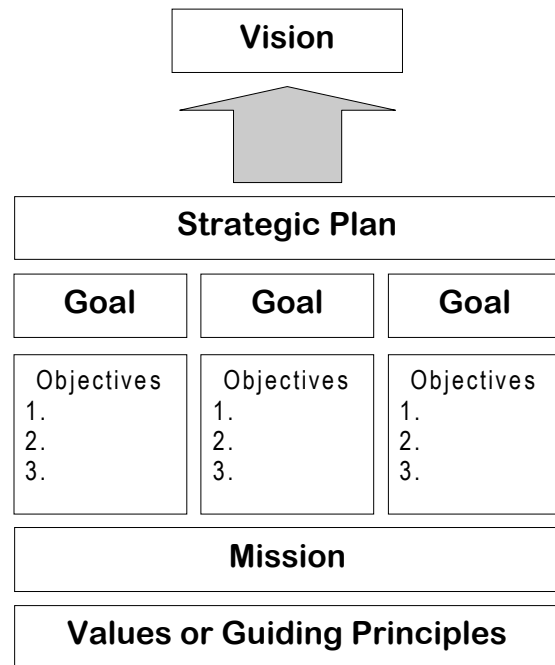 Vision
Strategic Plan
Goal
Goal
Goal
Objectives
1.
2.
3.
Objectives
1.
2.
3.
Objectives
1.
2.
3.
Mission
Values or Guiding Principles